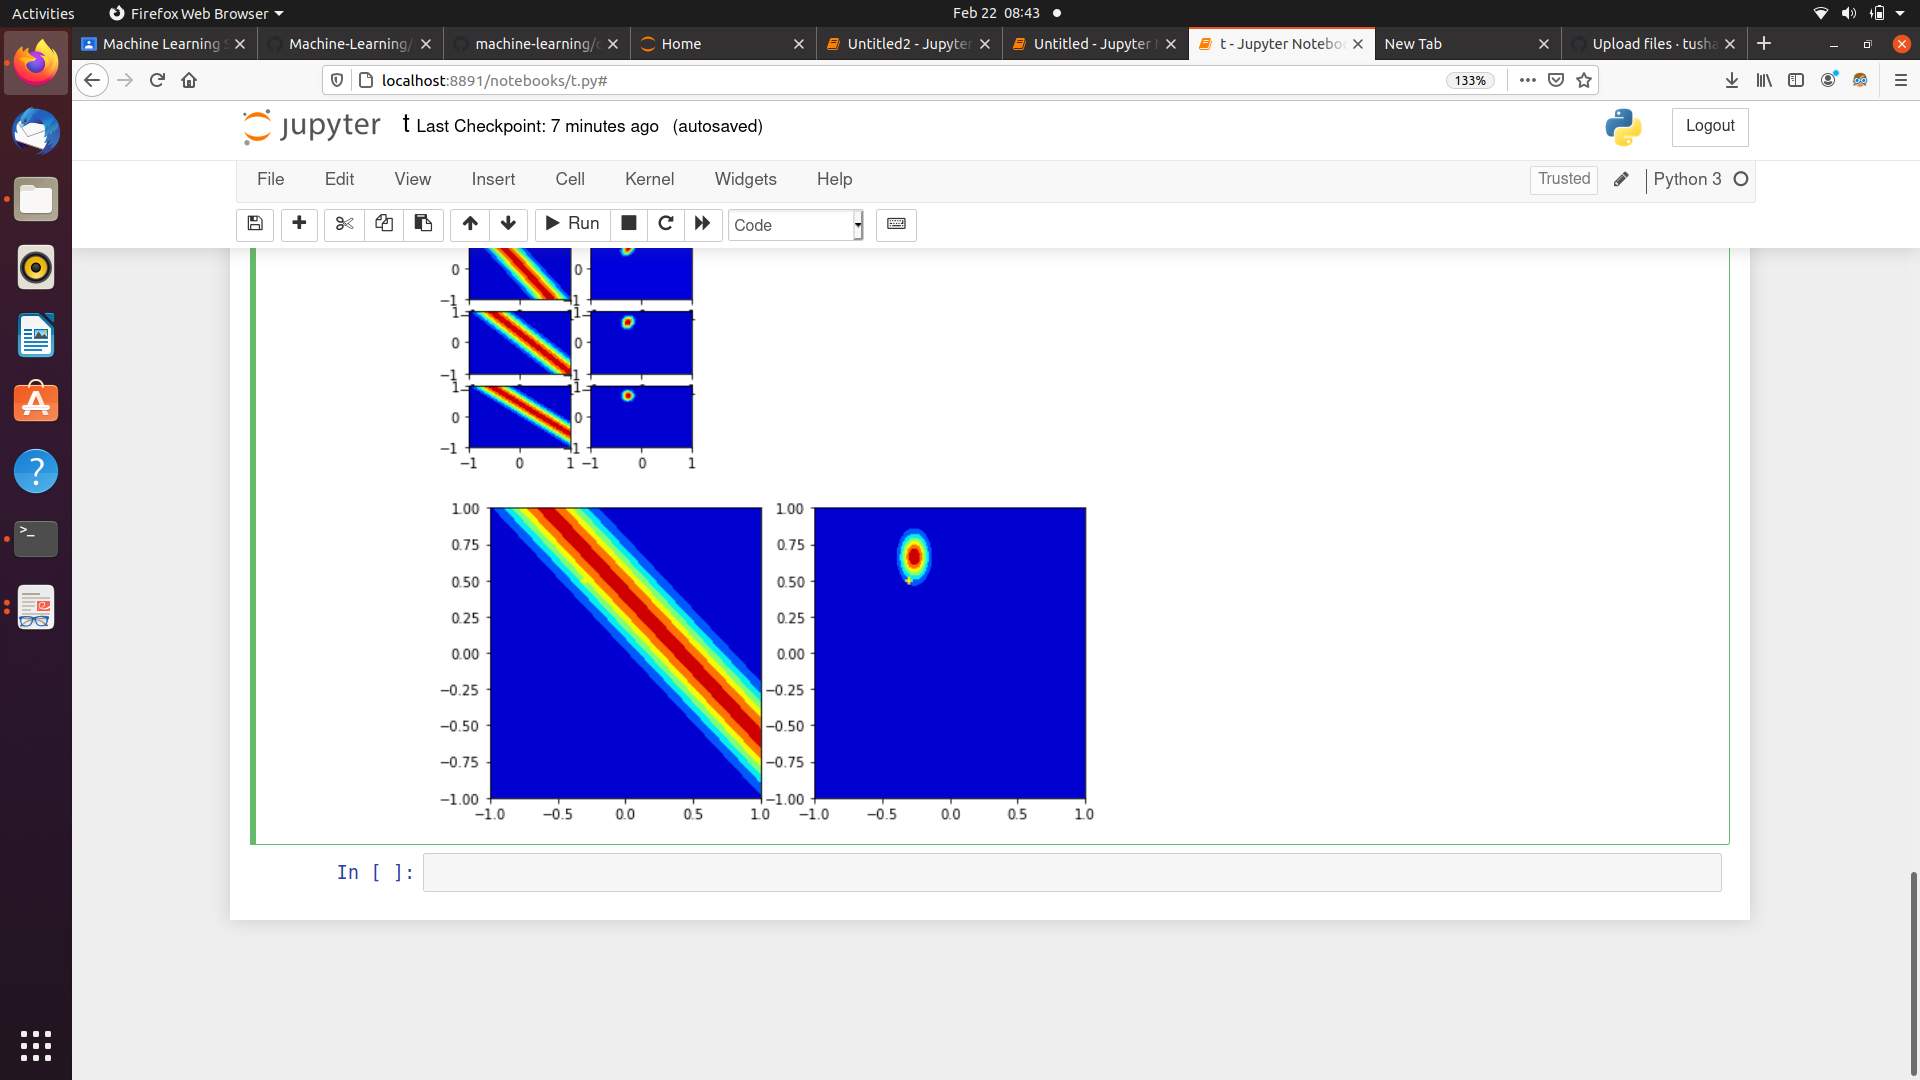 Activities Firefox Web Browser Feb 22 08:43
Machine Learning Machine-Learning/ machine-learning/ Home Untitled2 - Jupyter Untitled - Jupyter t - Jupyter Notebo New Tab Upload files · tusha
localhost:8891/notebooks/t.py# 133%
jupyter t Last Checkpoint: 7 minutes ago (autosaved) Logout
File Edit View Insert Cell Kernel Widgets Help Trusted Python 3
Run Code
0 0
−1 1
1 1
0 0
−1 1
1 1
0 0
−1 1
−1 0 1 −1 0 1
1.00 1.00
0.75 0.75
0.50 0.50
0.25 0.25
0.00 0.00
−0.25 −0.25
−0.50 −0.50
−0.75 −0.75
−1.00 −1.00
−1.0 −0.5 0.0 0.5 1.0 −1.0 −0.5 0.0 0.5 1.0
In [ ]: